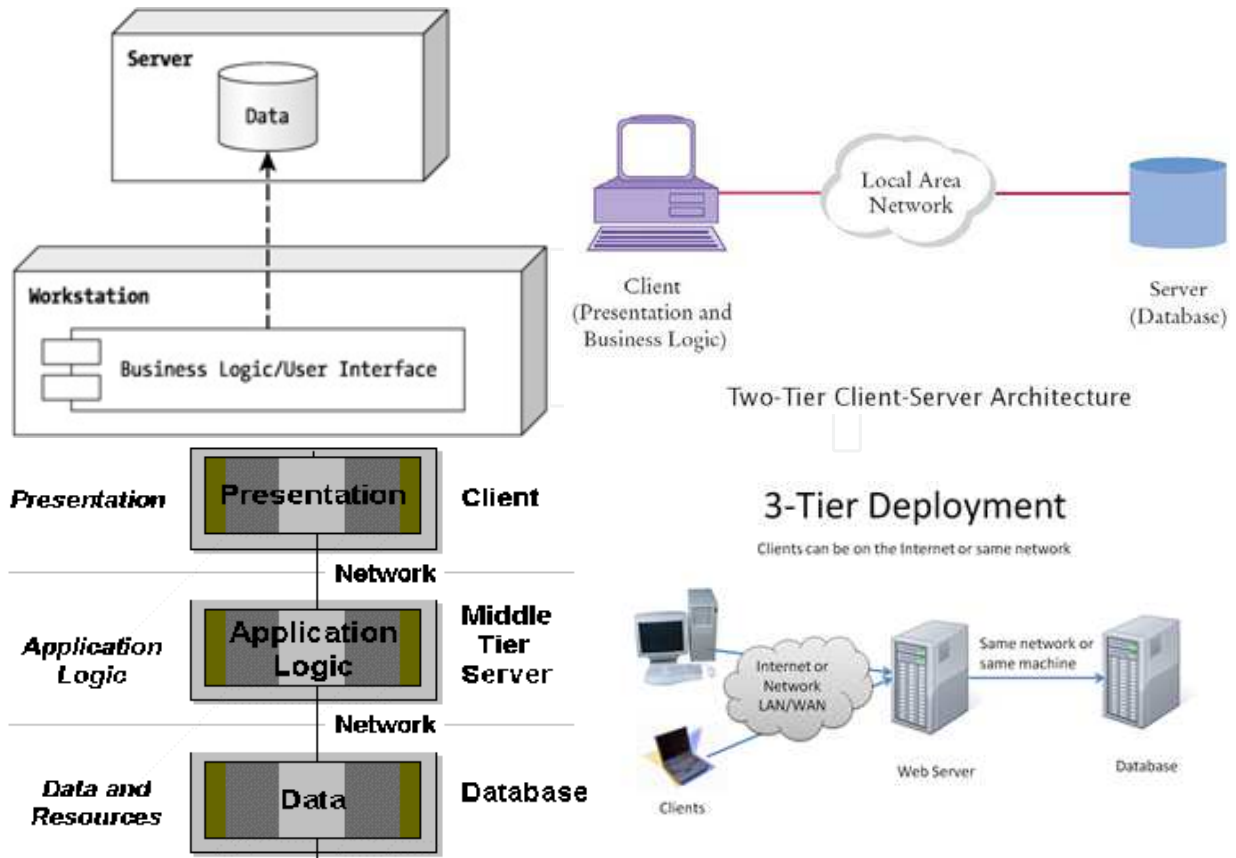 Server
Data
Workstation
Business Logic/User Interface
Local Area
Network
Client
(Presentation and
Business Logic)
Server
(Database)
Two-Tier Client-Server Architecture
Presentation
Presentation
Client
Network
Application
Logic
Application
Logic
Middle
Tier
Server
Network
Data and
Resources
Data
Database
3-Tier Deployment
Clients can be on the Internet or same network
Internet or
Network
LAN/WAN
Same network or
same machine
Clients
Web Server
Database